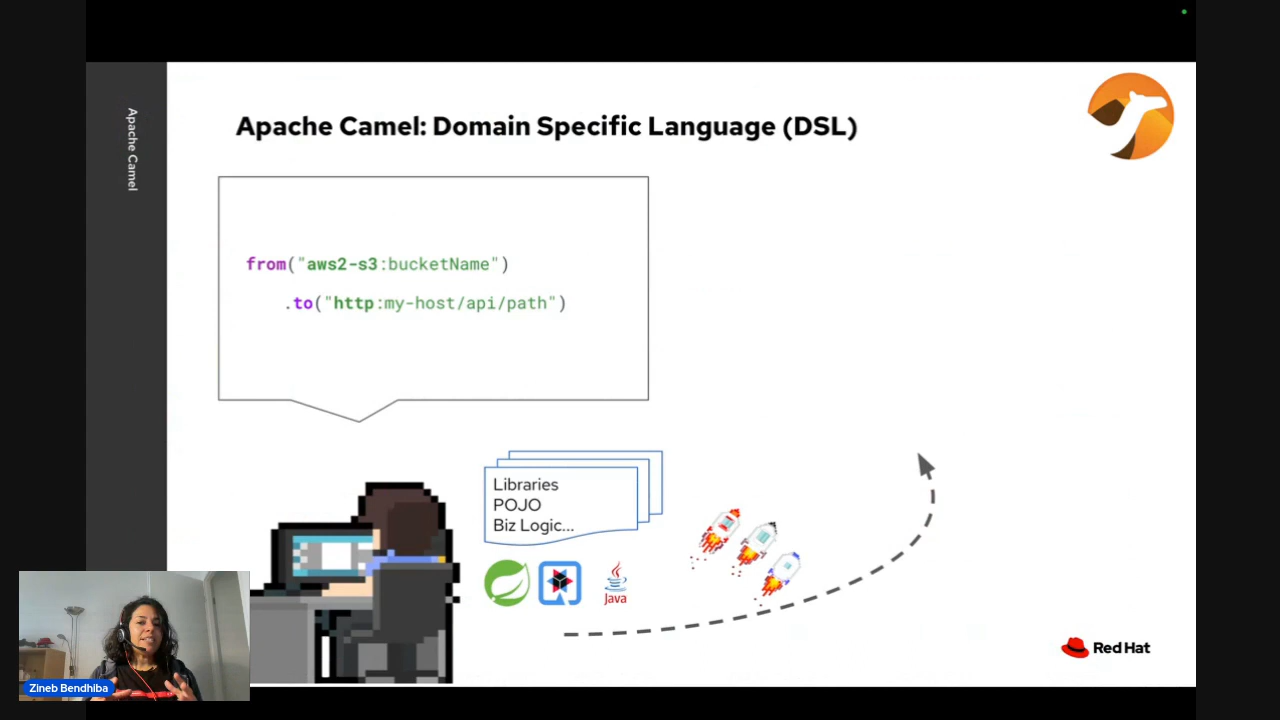 Apache Camel
Apache Camel: Domain Specific Language (DSL)
from("aws2-s3:bucketName")
.to("http:my-host/api/path")
Libraries
POJO
Biz Logic...
Java
Red Hat
Zineb Bendhiba